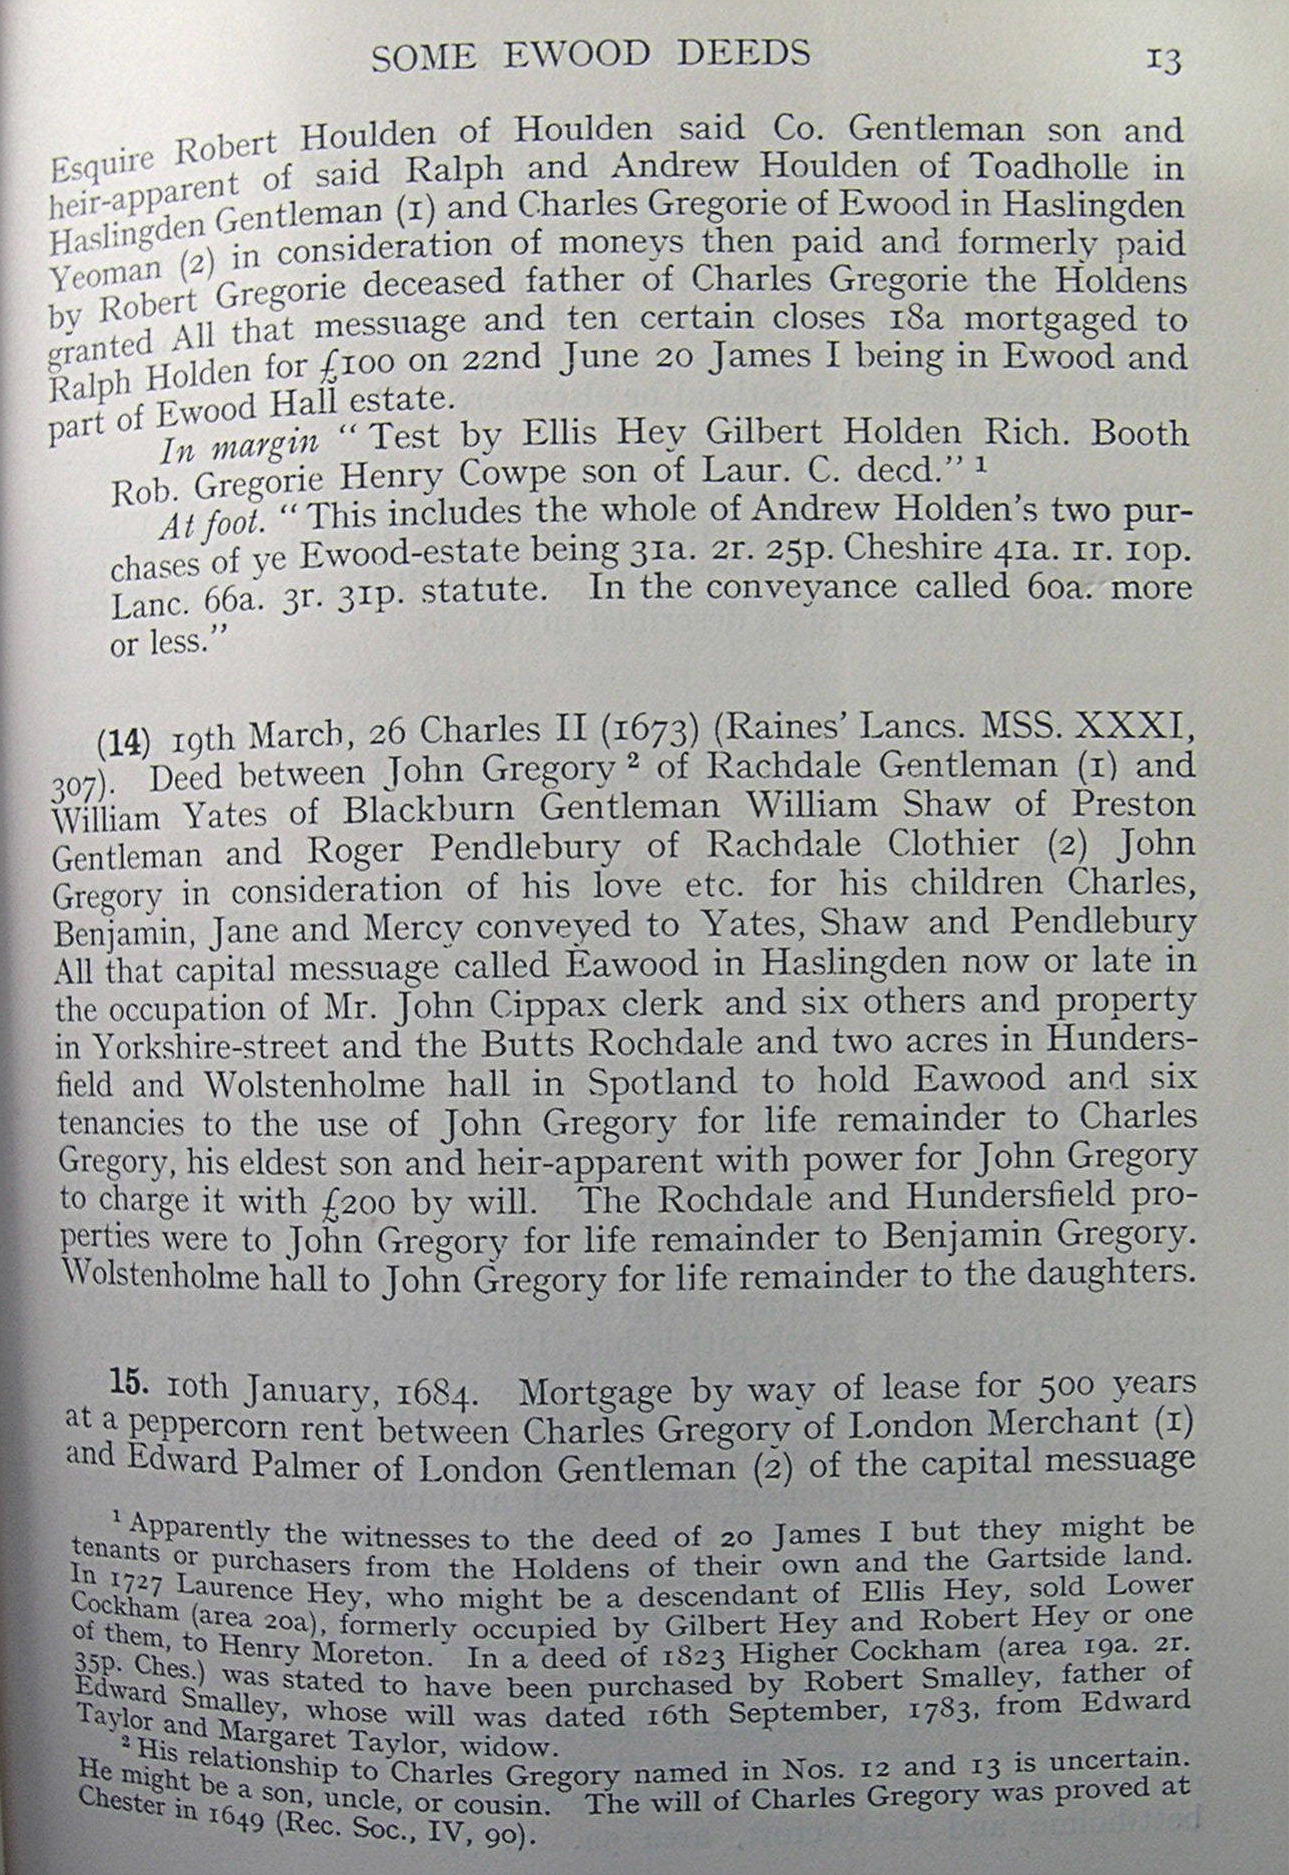 SOME EWOOD DEEDS 13
Esquire Robert Houlden of Houlden said Co. Gentleman son and
heir-apparent of said Ralph and Andrew Houlden of Toadholle in
Haslingden Gentleman (1) and Charles Gregorie of Ewood in Haslingden
Yeoman (2) in consideration of moneys then paid and formerly paid
by Robert Gregorie deceased father of Charles Gregorie the Holdens
granted All that messuage and ten certain closes 18a mortgaged to
Ralph Holden for £100 on 22nd June 20 James I being in Ewood and
part of Ewood Hall estate.
In margin “ Test by Ellis Hey Gilbert Holden Rich. Booth
Rob. Gregorie Henry Cowpe son of Laur. C. decd.” 1
At foot. “ This includes the whole of Andrew Holden's two pur-
chases of ye Ewood-estate being 31a. 2r. 25p. Cheshire 41a. 1r. 10p.
Lanc. 66a. 3r. 31p. statute. In the conveyance called 60a. more
or less.”
(14) 19th March, 26 Charles II (1673) (Raines’ Lancs. MSS. XXXI,
307). Deed between John Gregory 2 of Rachdale Gentleman (1) and
William Yates of Blackburn Gentleman William Shaw of Preston
Gentleman and Roger Pendlebury of Rachdale Clothier (2) John
Gregory in consideration of his love etc. for his children Charles,
Benjamin, Jane and Mercy conveyed to Yates, Shaw and Pendlebury
All that capital messuage called Eawood in Haslingden now or late in
the occupation of Mr. John Cippax clerk and six others and property
in Yorkshire-street and the Butts Rochdale and two acres in Hunders-
field and Wolstenholme hall in Spotland to hold Eawood and six
tenancies to the use of John Gregory for life remainder to Charles
Gregory, his eldest son and heir-apparent with power for John Gregory
to charge it with £200 by will. The Rochdale and Hundersfield pro-
perties were to John Gregory for life remainder to Benjamin Gregory.
Wolstenholme hall to John Gregory for life remainder to the daughters.
15. 10th January, 1684. Mortgage by way of lease for 500 years
at a peppercorn rent between Charles Gregory of London Merchant (1)
and Edward Palmer of London Gentleman (2) of the capital messuage
1 Apparently the witnesses to the deed of 20 James I but they might be
tenants or purchasers from the Holdens of their own and the Gartside land.
In 1727 Laurence Hey, who might be a descendant of Ellis Hey, sold Lower
Cockham (area 20a), formerly occupied by Gilbert Hey and Robert Hey or one
of them, to Henry Moreton. In a deed of 1823 Higher Cockham (area 19a. 2r.
35p. Ches.) was stated to have been purchased by Robert Smalley, father of
Edward Smalley, whose will was dated 16th September, 1783, from Edward
Taylor and Margaret Taylor, widow.
2 His relationship to Charles Gregory named in Nos. 12 and 13 is uncertain.
He might be a son, uncle, or cousin. The will of Charles Gregory was proved at
Chester in 1649 (Rec. Soc., IV, 90).